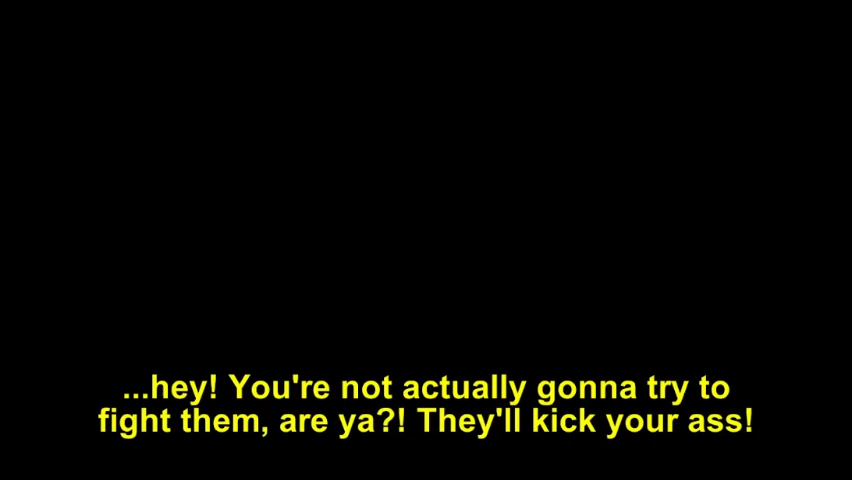 ...hey! You're not actually gonna try to
fight them, are ya?! They'll kick your ass!